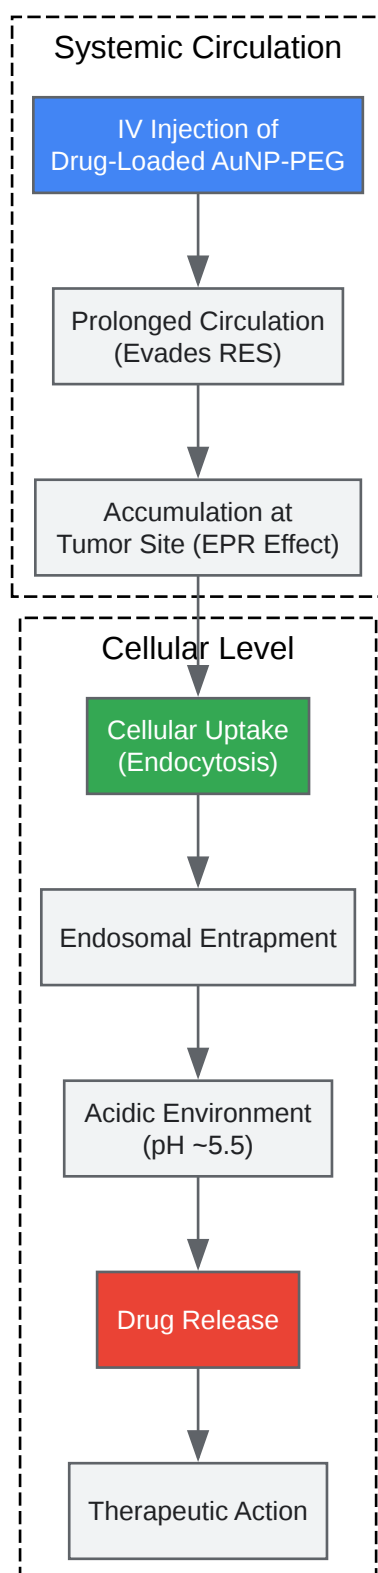 Systemic Circulation
IV Injection of
Drug-Loaded AuNP-PEG
Prolonged Circulation
(Evades RES)
Accumulation at
Tumor Site (EPR Effect)
Cellular Level
Cellular Uptake
(Endocytosis)
Endosomal Entrapment
Acidic Environment
(pH ~5.5)
Drug Release
Therapeutic Action